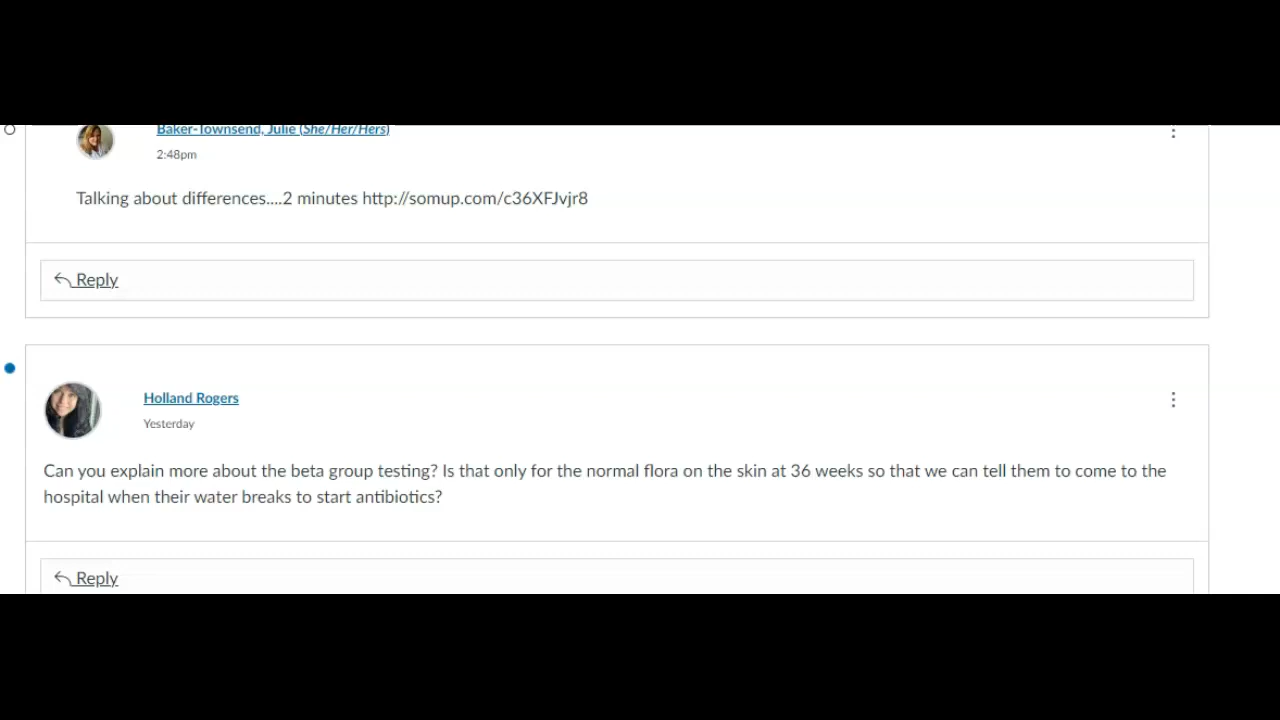 Baker-Townsend, Julie (She/Her/Hers)
2:48pm
Talking about differences....2 minutes http://somup.com/c36XFJvjr8
Reply
Holland Rogers
Yesterday
Can you explain more about the beta group testing? Is that only for the normal flora on the skin at 36 weeks so that we can tell them to come to the
hospital when their water breaks to start antibiotics?
Reply